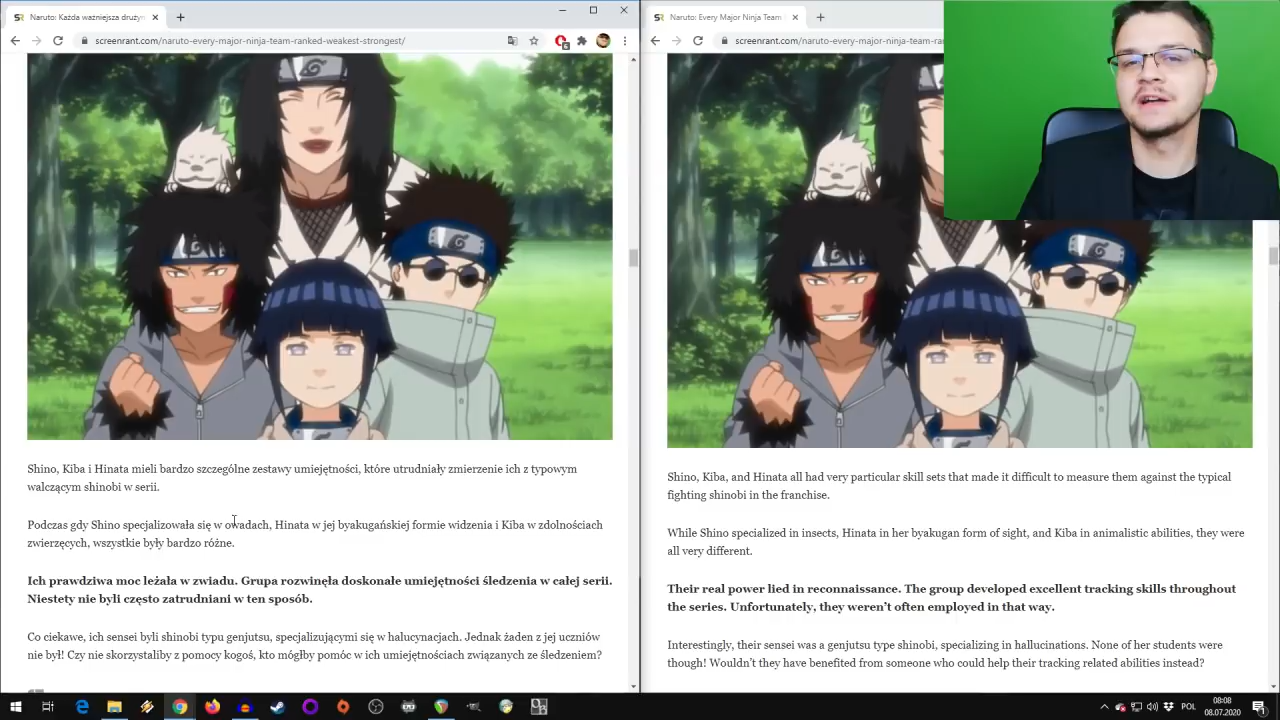 Naruto: Każda ważniejsza drużyn
Naruto: Every Major Ninja Team
screenrant.com/naruto-every-major-ninja-team-ranked-weakest-strongest/
screenrant.com/naruto-every-major-ninja-team-ran
Shino, Kiba i Hinata mieli bardzo szczególne zestawy umiejętności, które utrudniały zmierzenie ich z typowym
walczącym shinobi w serii.
Podczas gdy Shino specjalizowała się w owadach, Hinata w jej byakugańskiej formie widzenia i Kiba w zdolnościach
zwierzęcych, wszystkie były bardzo różne.
Ich prawdziwa moc leżała w zwiadu. Grupa rozwinęła doskonałe umiejętności śledzenia w całej serii.
Niestety nie byli często zatrudniani w ten sposób.
Co ciekawe, ich sensei byli shinobi typu genjutsu, specjalizującymi się w halucynacjach. Jednak żaden z jej uczniów
nie był! Czy nie skorzystaliby z pomocy kogoś, kto mógłby pomóc w ich umiejętnościach związanych ze śledzeniem?
Shino, Kiba, and Hinata all had very particular skill sets that made it difficult to measure them against the typical
fighting shinobi in the franchise.
While Shino specialized in insects, Hinata in her byakugan form of sight, and Kiba in animalistic abilities, they were
all very different.
Their real power lied in reconnaissance. The group developed excellent tracking skills throughout
the series. Unfortunately, they weren't often employed in that way.
Interestingly, their sensei was a genjutsu type shinobi, specializing in hallucinations. None of her students were
though! Wouldn't they have benefited from someone who could help their tracking related abilities instead?
POL
08:08
08.07.2020